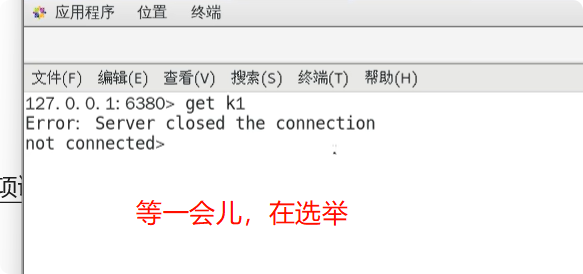 应用程序 位置 终端
文件(F) 编辑(E) 查看(V) 搜索(S) 终端(T) 帮助(H)
127.0.0.1:6380> get k1
Error: Server closed the connection
not connected>
项
等一会儿，在选举